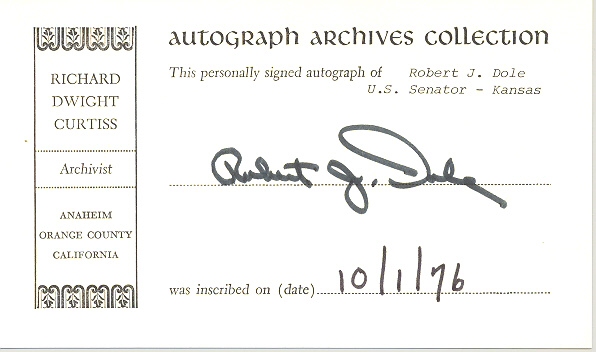 RICHARD
DWIGHT
CURTISS
Archivist
ANAHEIM
ORANGE COUNTY
CALIFORNIA
AUTOGRAPH ARCHIVES COLLECTION
This personally signed autograph of Robert J. Dole
U.S. Senator - Kansas
Robert J. Dole
was inscribed on (date) 10/1/76